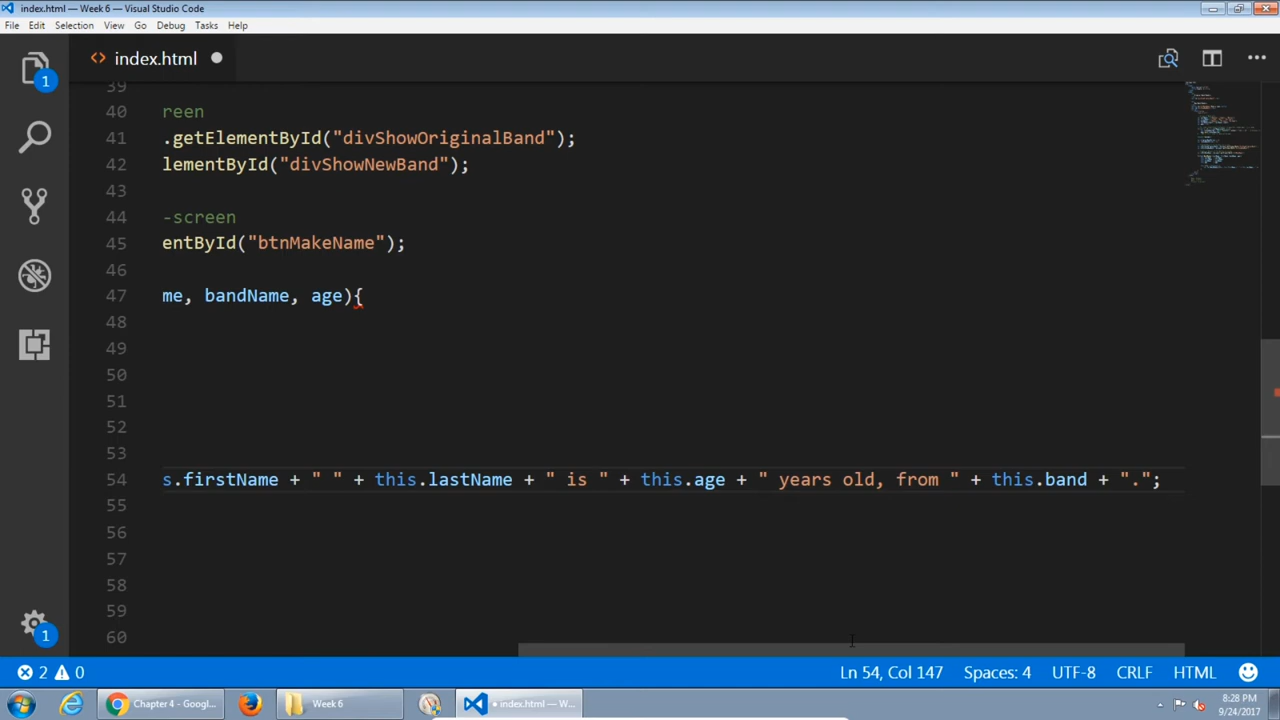 index.html — Week 6 — Visual Studio Code
File Edit Selection View Go Debug Tasks Help
1
index.html
39
40 reen
41 .getElementById("divShowOriginalBand");
42 lementById("divShowNewBand");
43
44 -screen
45 entById("btnMakeName");
46
47 me, bandName, age){
48
49
50
51
52
53
54 s.firstName + " " + this.lastName + " is " + this.age + " years old, from " + this.band + ".";
55
56
57
58
59
60
1
2 0 Ln 54, Col 147 Spaces: 4 UTF-8 CRLF HTML
Chapter 4 - Googl... Week 6 index.html — W... 8:28 PM
9/24/2017